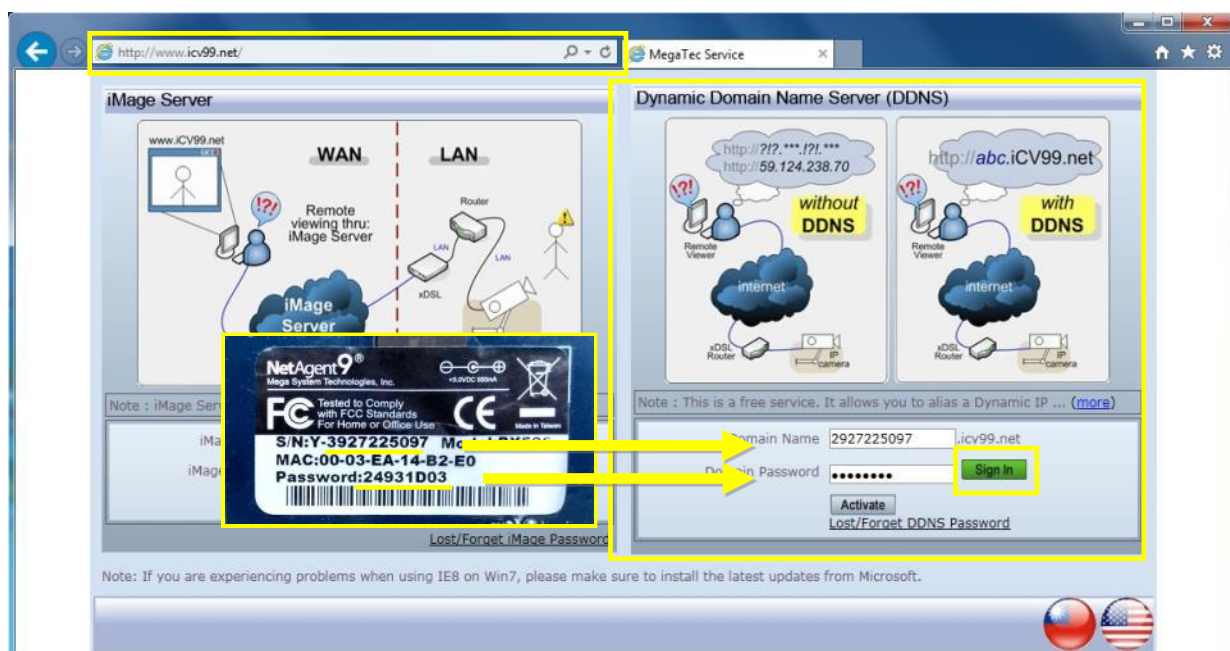 http://www.icv99.net/
MegaTec Service
iMage Server
www.iCV99.net
WAN
LAN
!?!
Remote
viewing thru:
iMage Server
Router
LAN
LAN
xDSL
iMage
Server
Dynamic Domain Name Server (DDNS)
http://?!?.***.!?!.***
http://59.124.238.70
\?!
without
DDNS
Remote
Viewer
internet
xDSL
Router
IP
camera
http://abc.iCV99.net
\?!
with
DDNS
Remote
Viewer
internet
xDSL
Router
IP
camera
Note : iMage Ser
Note : This is a free service. It allows you to alias a Dynamic IP ... (more)
iMa
iMage
NetAgent9®
Mega System Technologies, Inc.
FC
Tested to Comply
with FCC Standards
For Home or Office Use
CE
Made in Taiwan
S/N:Y-3927225097
MAC:00-03-EA-14-B2-E0
Password:24931D03
Lost/Forget iMage Password
Domain Name 2927225097 .icv99.net
Domain Password •••••••• Sign In
Activate
Lost/Forget DDNS Password
Note: If you are experiencing problems when using IE8 on Win7, please make sure to install the latest updates from Microsoft.